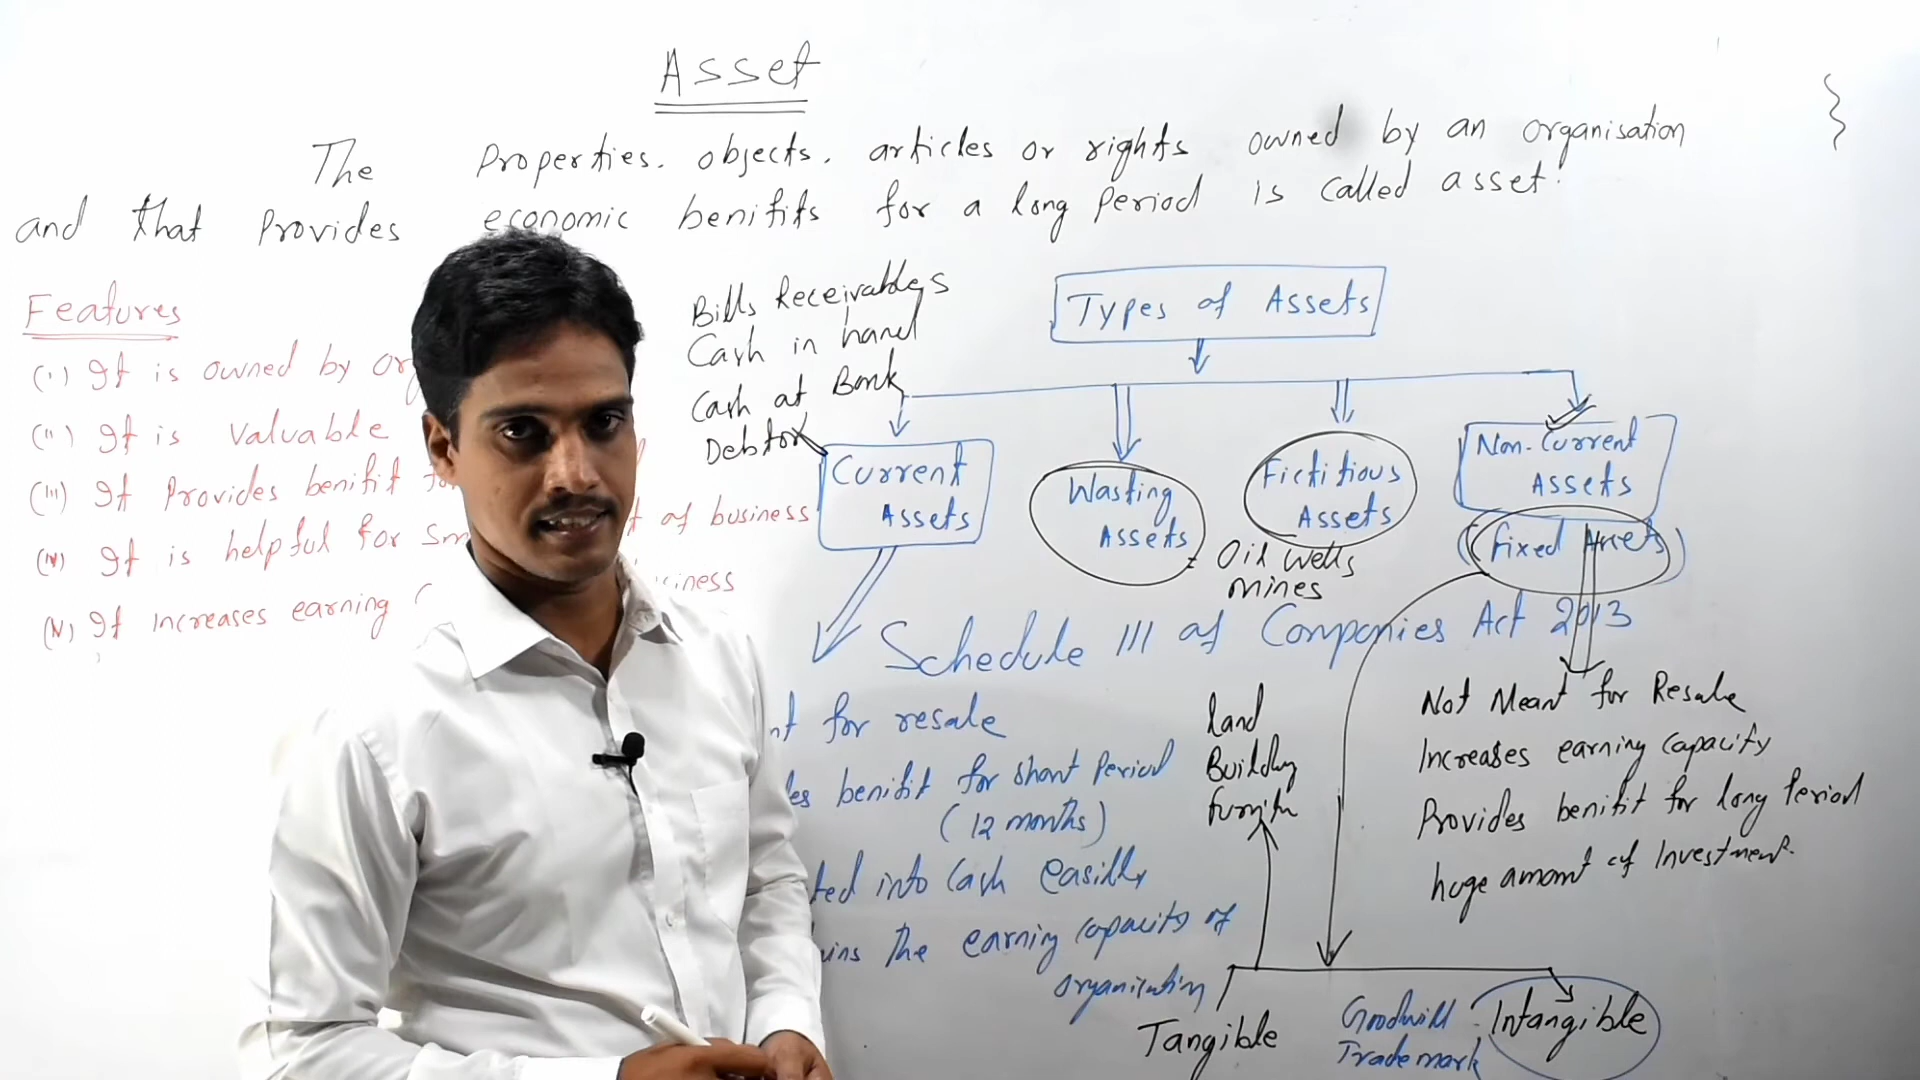 Asset
The Properties. objects. articles or rights owned by an organisation
and that provides economic benifits for a long Period is called asset.
Features
(i) It is owned by
(ii) It is valuable
(iii) It Provides benifit
(iv) It is helpful for
of business
(v) It increases earning
Bills Receivables
Cash in hand
Cash at Bank
Debtor
Types of Assets
Current Assets
Wasting Assets
= Oil wells
mines
Fictitious Assets
Non-Current Assets
(Fixed Assets)
Schedule III of Companies Act 2013
for resale
benifit for short Period
(12 months)
into Cash easilly
the earning capacity of
organisation
Not Meant for Resale
Increases earning capacity
Provides benifit for long Period
huge amount of Investment.
land
Building
Tangible
Goodwill
Trademark
Intangible